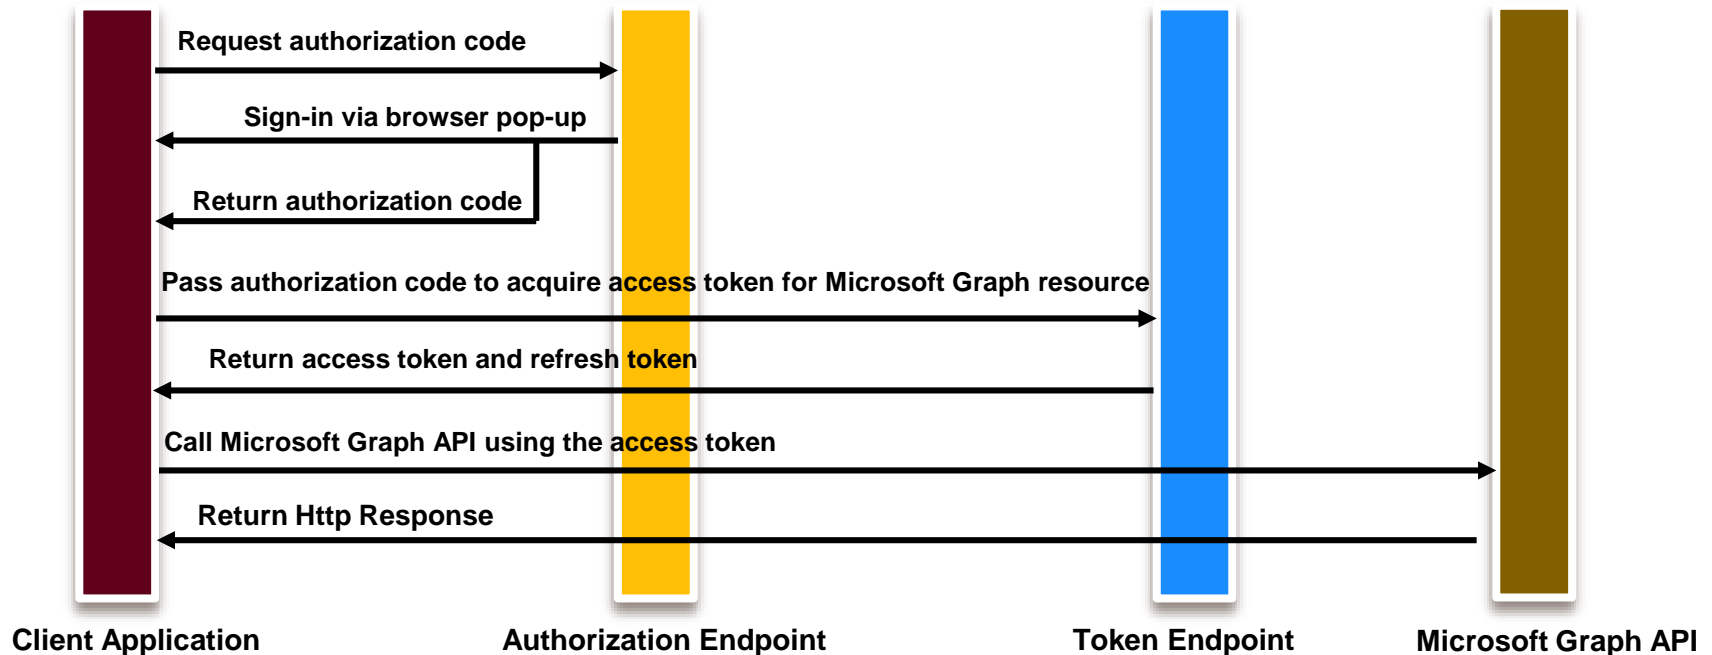 Request authorization code
Sign-in via browser pop-up
Return authorization code
Pass authorization code to acquire access token for Microsoft Graph resource
Return access token and refresh token
Call Microsoft Graph API using the access token
Return Http Response
Client Application
Authorization Endpoint
Token Endpoint
Microsoft Graph API